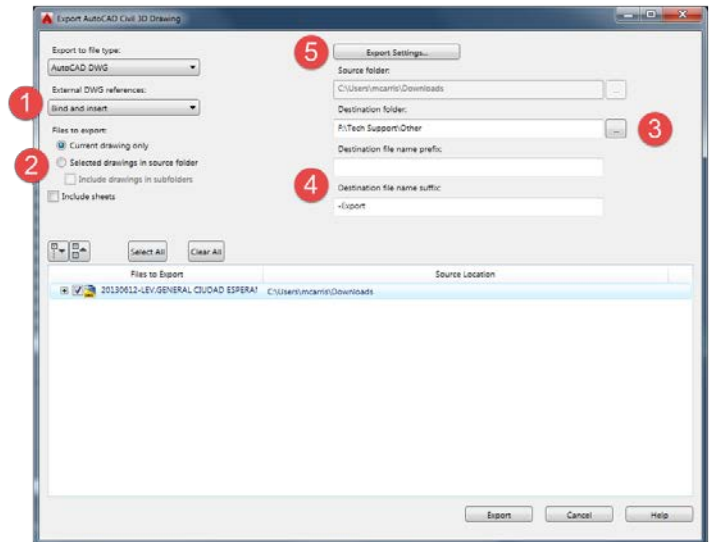 Export AutoCAD Civil 3D Drawing
Export to file type:
AutoCAD DWG
External DWG references:
1
Bind and insert
Files to export:
Current drawing only
2
Selected drawings in source folder
Include drawings in subfolders
Include sheets
5
Export Settings...
Source folder:
C:\Users\mcarris\Downloads
...
Destination folder:
P:\Tech Support\Other
...
3
Destination file name prefix:
4
Destination file name suffix:
-Export
Select All
Clear All
Files to Export
Source Location
20130612-LEV.GENERAL CIUDAD ESPERA
C:\Users\mcarris\Downloads
Export
Cancel
Help